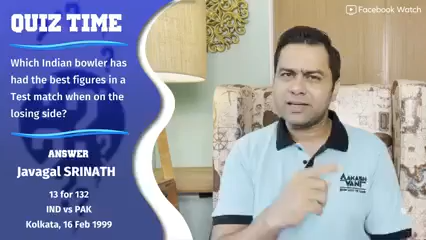 QUIZ TIME
Which Indian bowler has
had the best figures in a
Test match when on the
losing side?
ANSWER
Javagal SRINATH
13 for 132
IND vs PAK
Kolkata, 16 Feb 1999
Facebook Watch
AAKASH
VANI